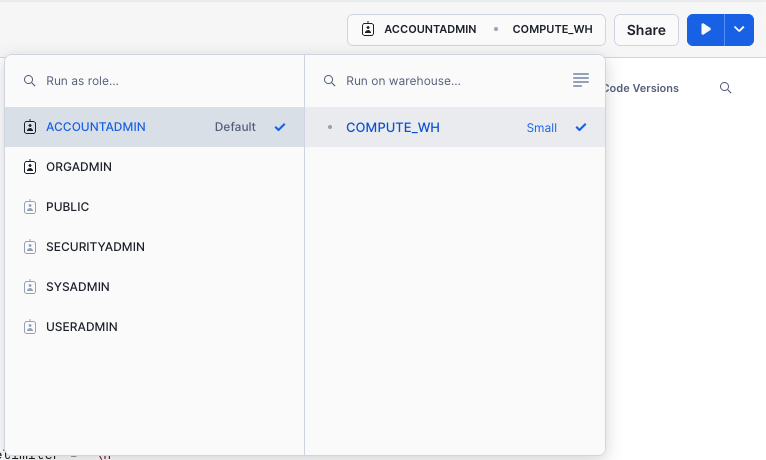 ACCOUNTADMIN COMPUTE_WH Share
Run as role...
Run on warehouse...
Code Versions
ACCOUNTADMIN Default
COMPUTE_WH Small
ORGADMIN
PUBLIC
SECURITYADMIN
SYSADMIN
USERADMIN